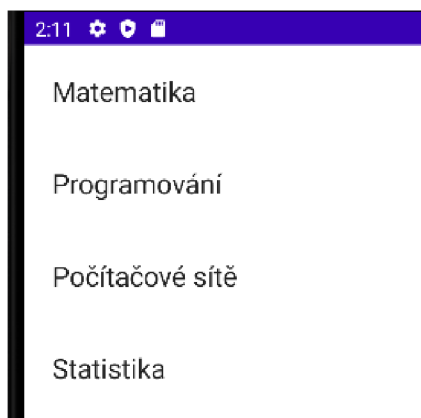 2:11
Matematika
Programování
Počítačové sítě
Statistika